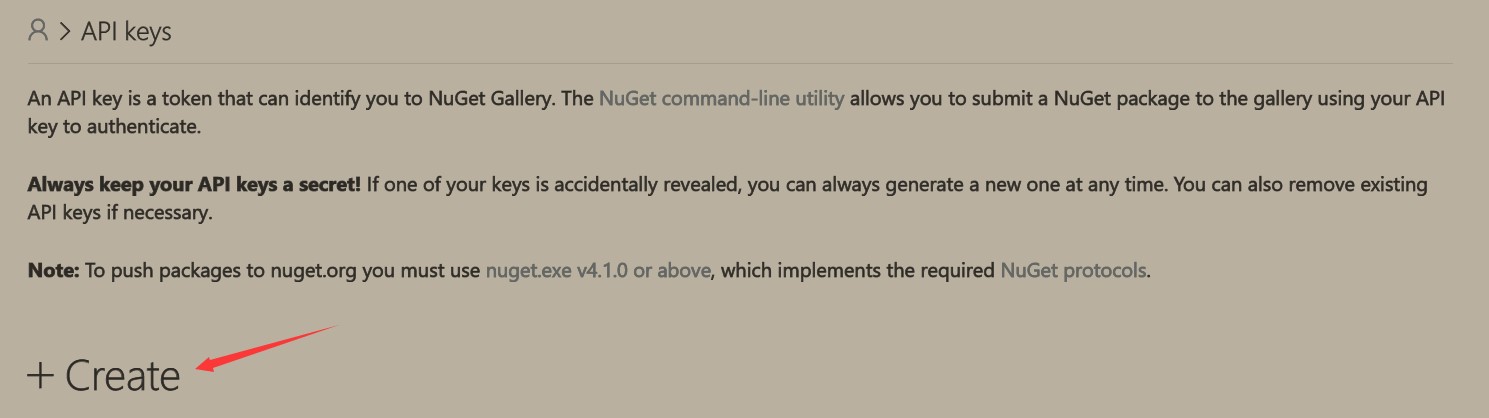 > API keys
An API key is a token that can identify you to NuGet Gallery. The NuGet command-line utility allows you to submit a NuGet package to the gallery using your API
key to authenticate.
Always keep your API keys a secret! If one of your keys is accidentally revealed, you can always generate a new one at any time. You can also remove existing
API keys if necessary.
Note: To push packages to nuget.org you must use nuget.exe v4.1.0 or above, which implements the required NuGet protocols.
+ Create